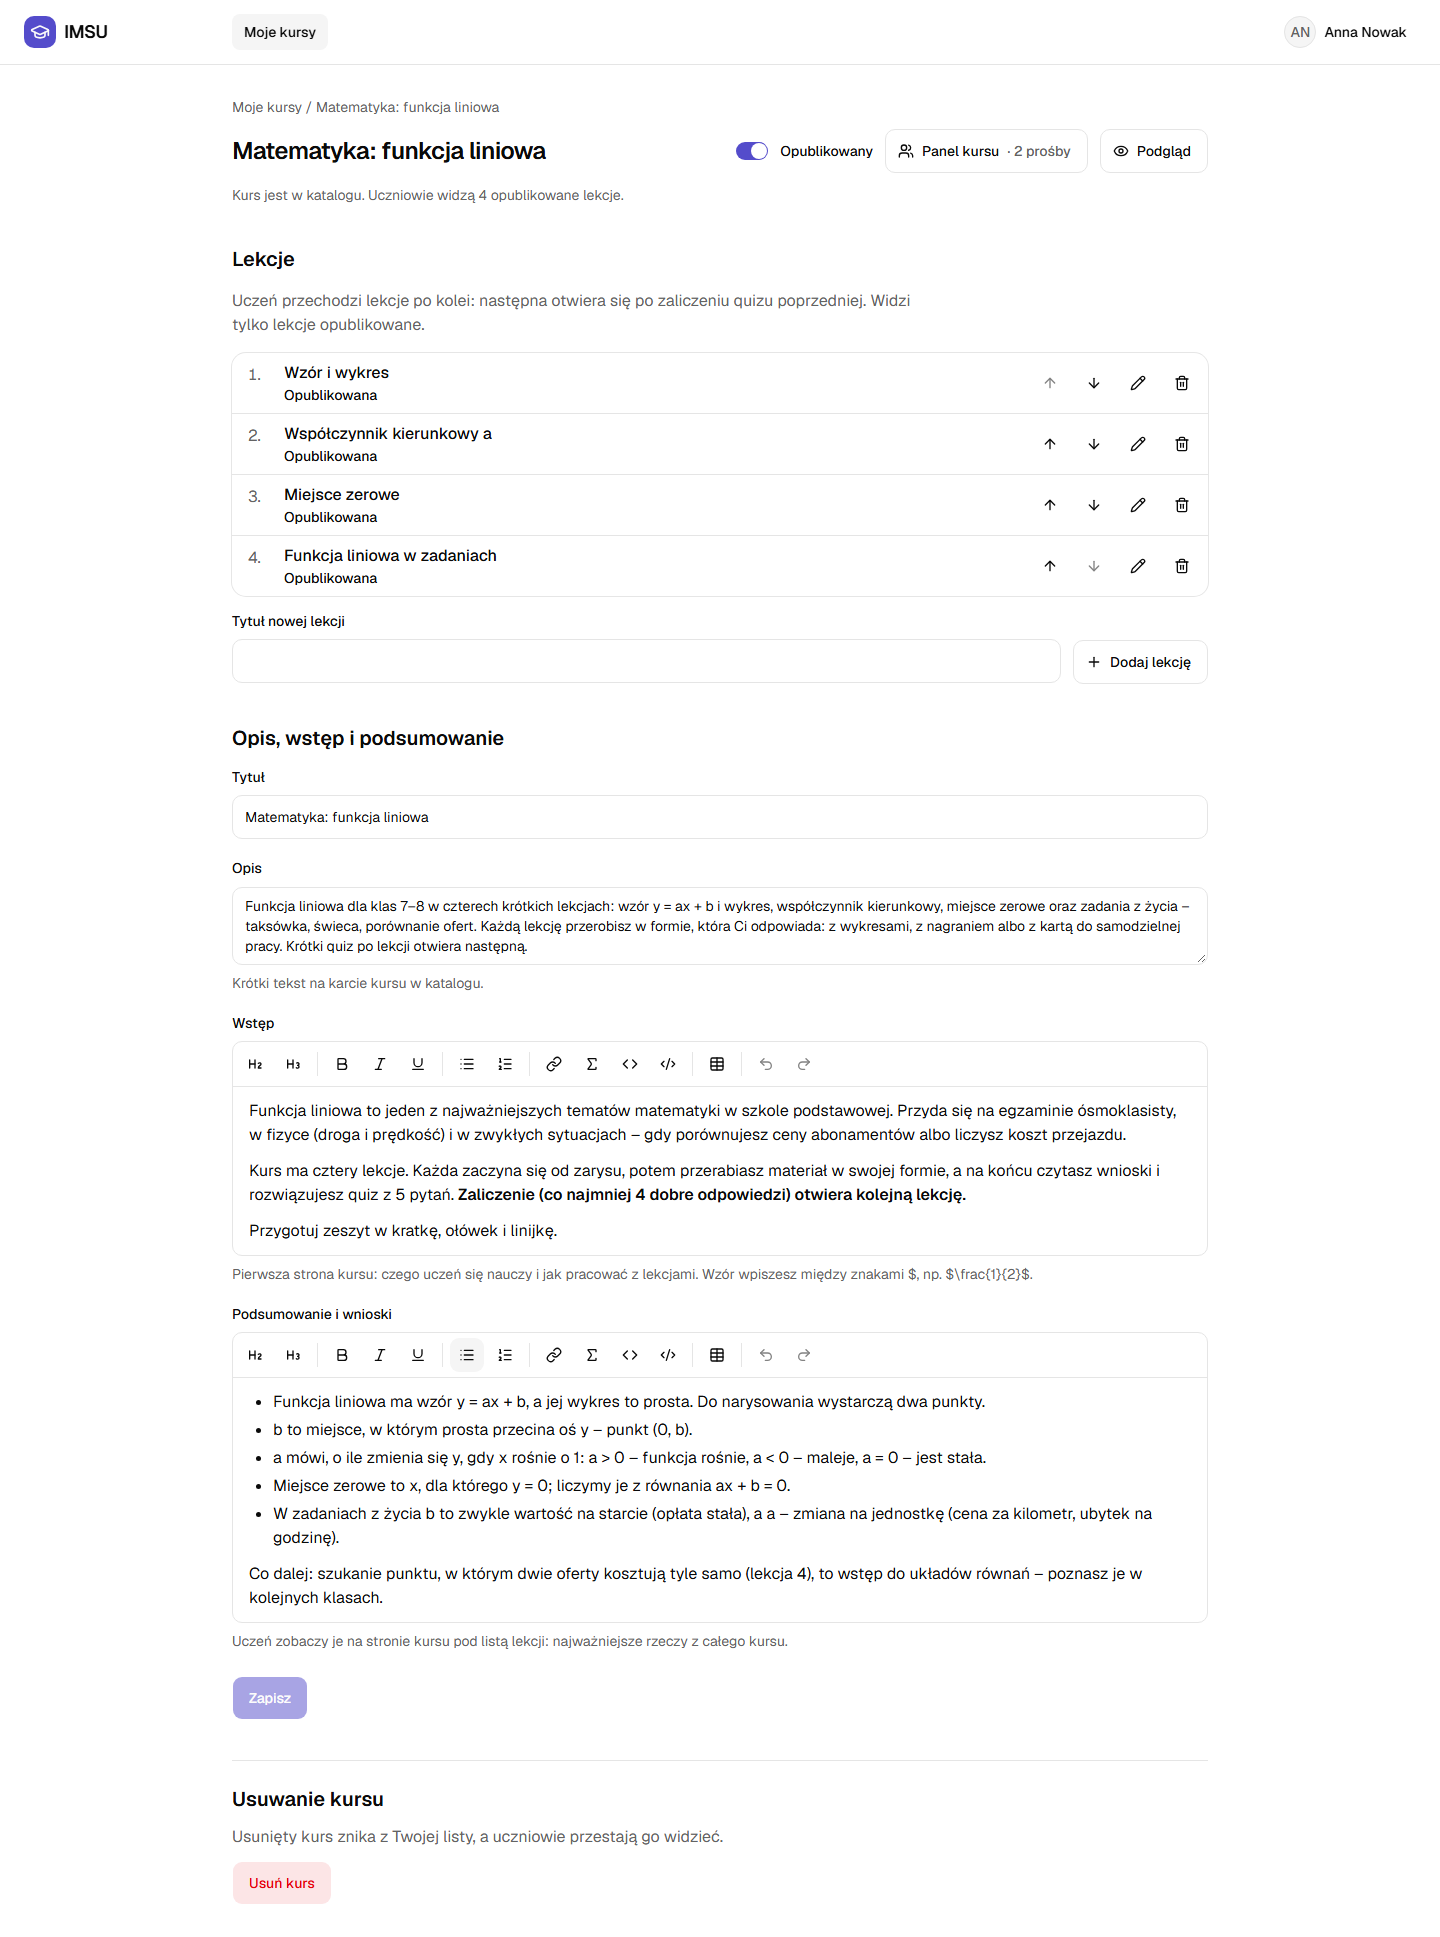 IMSU
Moje kursy
AN Anna Nowak
Moje kursy / Matematyka: funkcja liniowa
Matematyka: funkcja liniowa
Opublikowany
Panel kursu · 2 prośby
Podgląd
Kurs jest w katalogu. Uczniowie widzą 4 opublikowane lekcje.
Lekcje
Uczeń przechodzi lekcje po kolei: następna otwiera się po zaliczeniu quizu poprzedniej. Widzi
tylko lekcje opublikowane.
1. Wzór i wykres
Opublikowana
2. Współczynnik kierunkowy a
Opublikowana
3. Miejsce zerowe
Opublikowana
4. Funkcja liniowa w zadaniach
Opublikowana
Tytuł nowej lekcji
Dodaj lekcję
Opis, wstęp i podsumowanie
Tytuł
Matematyka: funkcja liniowa
Opis
Funkcja liniowa dla klas 7–8 w czterech krótkich lekcjach: wzór y = ax + b i wykres, współczynnik kierunkowy, miejsce zerowe oraz zadania z życia –
taksówka, świeca, porównanie ofert. Każdą lekcję przerobisz w formie, która Ci odpowiada: z wykresami, z nagraniem albo z kartą do samodzielnej
pracy. Krótki quiz po lekcji otwiera następną.
Krótki tekst na karcie kursu w katalogu.
Wstęp
H2 H3 B I U
Funkcja liniowa to jeden z najważniejszych tematów matematyki w szkole podstawowej. Przyda się na egzaminie ósmoklasisty,
w fizyce (droga i prędkość) i w zwykłych sytuacjach – gdy porównujesz ceny abonamentów albo liczysz koszt przejazdu.
Kurs ma cztery lekcje. Każda zaczyna się od zarysu, potem przerabiasz materiał w swojej formie, a na końcu czytasz wnioski i
rozwiązujesz quiz z 5 pytań. Zaliczenie (co najmniej 4 dobre odpowiedzi) otwiera kolejną lekcję.
Przygotuj zeszyt w kratkę, ołówek i linijkę.
Pierwsza strona kursu: czego uczeń się nauczy i jak pracować z lekcjami. Wzór wpiszesz między znakami $, np. $\frac{1}{2}$.
Podsumowanie i wnioski
H2 H3 B I U
• Funkcja liniowa ma wzór y = ax + b, a jej wykres to prosta. Do narysowania wystarczą dwa punkty.
• b to miejsce, w którym prosta przecina oś y – punkt (0, b).
• a mówi, o ile zmienia się y, gdy x rośnie o 1: a > 0 – funkcja rośnie, a < 0 – maleje, a = 0 – jest stała.
• Miejsce zerowe to x, dla którego y = 0; liczymy je z równania ax + b = 0.
• W zadaniach z życia b to zwykle wartość na starcie (opłata stała), a a – zmiana na jednostkę (cena za kilometr, ubytek na
godzinę).
Co dalej: szukanie punktu, w którym dwie oferty kosztują tyle samo (lekcja 4), to wstęp do układów równań – poznasz je w
kolejnych klasach.
Uczeń zobaczy je na stronie kursu pod listą lekcji: najważniejsze rzeczy z całego kursu.
Zapisz
Usuwanie kursu
Usunięty kurs znika z Twojej listy, a uczniowie przestają go widzieć.
Usuń kurs